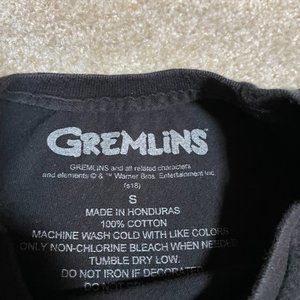 GREMLINS
GREMLINS and all related characters
and elements © & ™ Warner Bros. Entertainment Inc.
(s18)
S
MADE IN HONDURAS
100% COTTON
MACHINE WASH COLD WITH LIKE COLORS
ONLY NON-CHLORINE BLEACH WHEN NEEDED
TUMBLE DRY LOW.
DO NOT IRON IF DECORATED
DO NOT